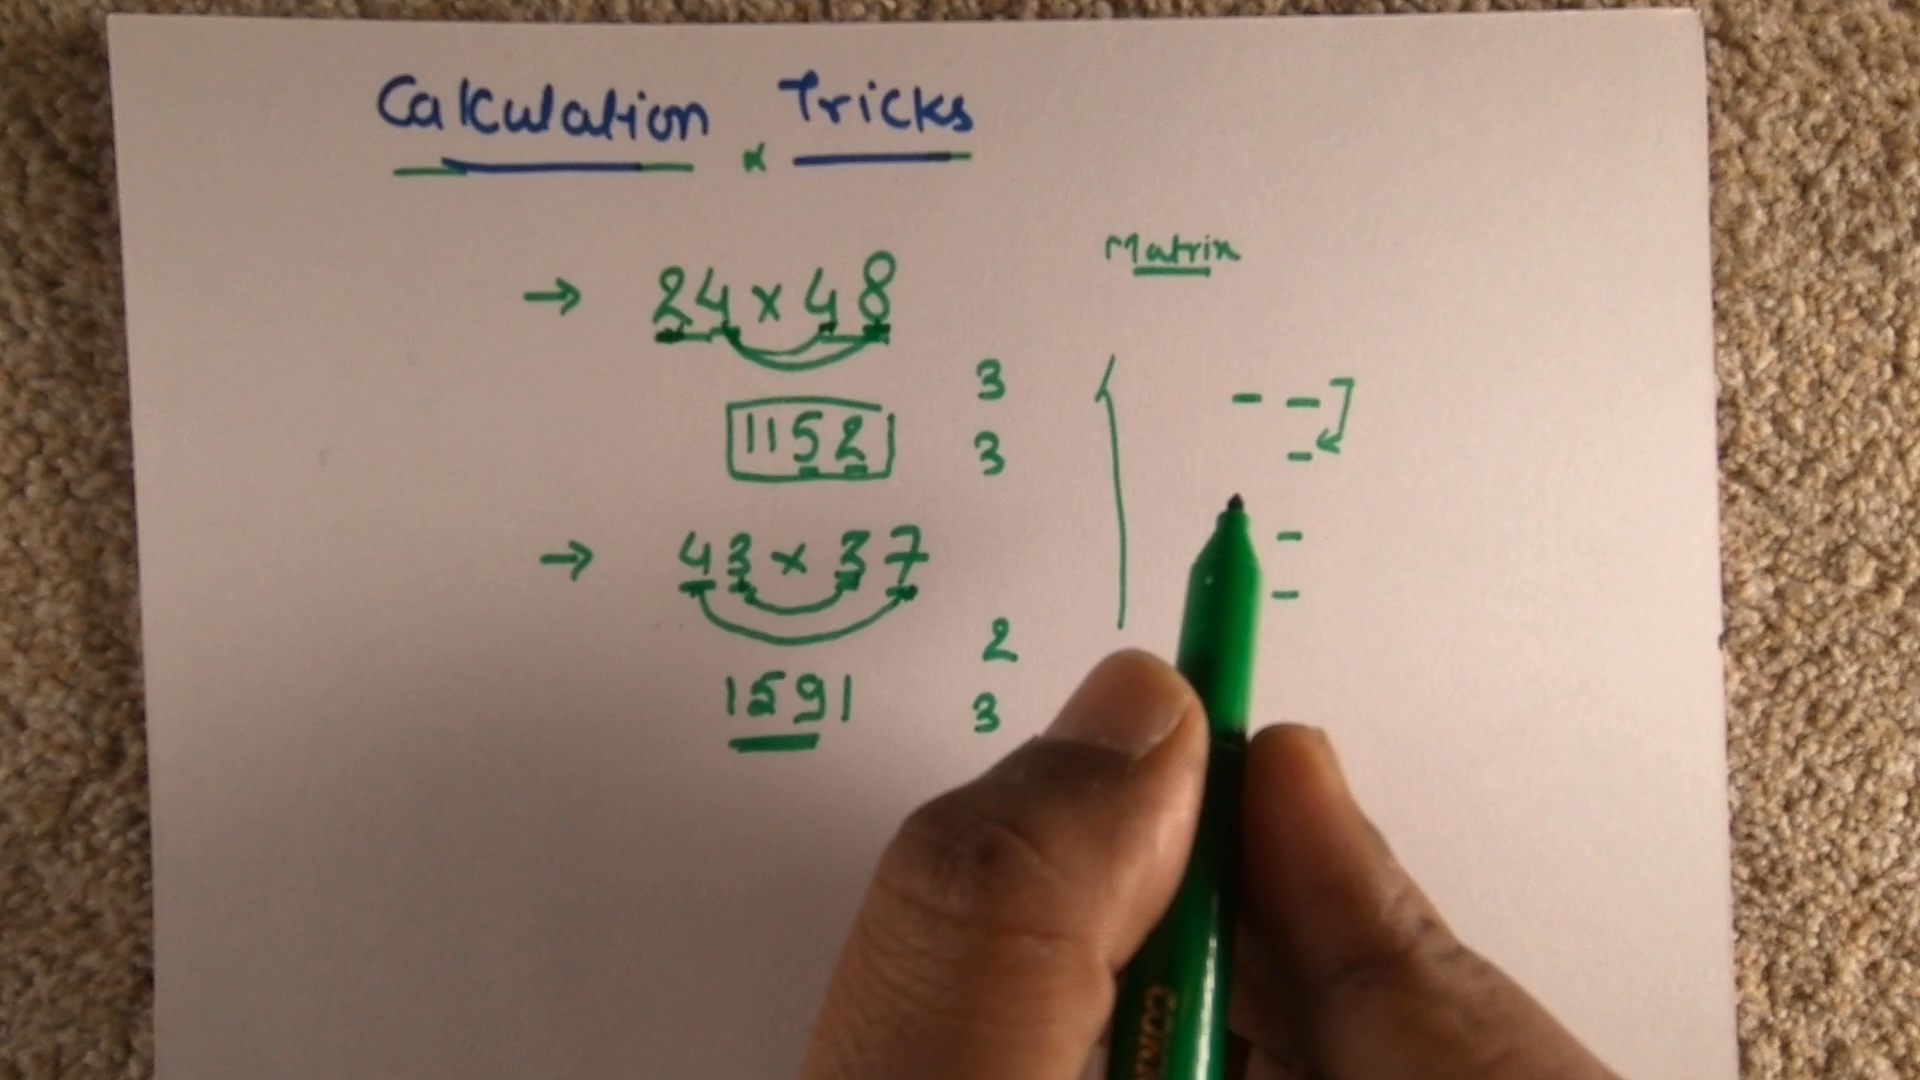 Calculation Tricks
x
→ 24 x 48
Matrix
3
1152
3
→ 43 x 37
2
1591
3